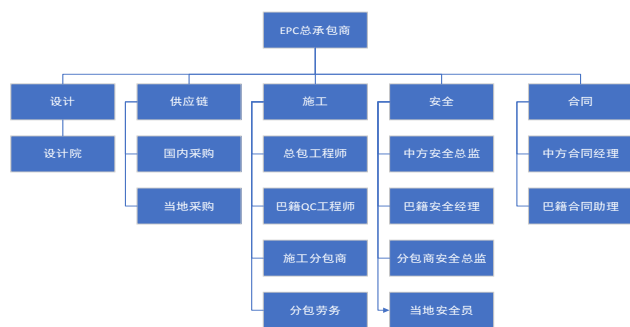 EPC总承包商
设计
供应链
施工
安全
合同
设计院
国内采购
总包工程师
中方安全总监
中方合同经理
当地采购
巴籍QC工程师
巴籍安全经理
巴籍合同助理
施工分包商
分包商安全总监
分包劳务
当地安全员